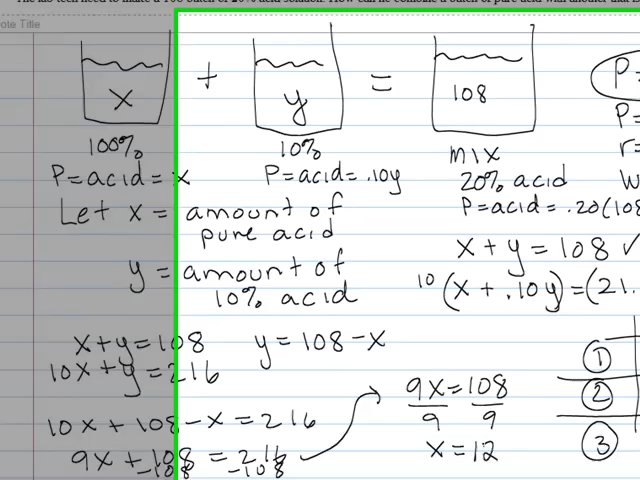 ote Title
x + y = 108
100% 10% mix
P=acid = x P=acid = .10y 20% acid
P=acid = .20(108
Let x = amount of pure acid
y = amount of 10% acid
x + y = 108 ✓
10 (x + .10y) = (21.
P=
P=
r=
W
x+y=108 y = 108 - x
10x + y = 216
10x + 108 - x = 216
9x + 108 = 216
-108 -108
9x = 108
9 9
x = 12
1
2
3